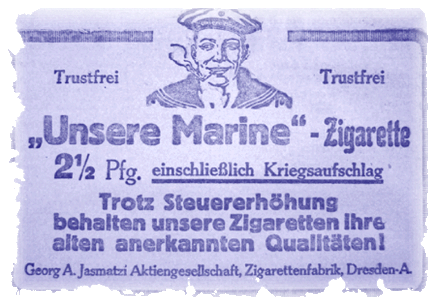 Trustfrei Trustfrei
„Unsere Marine“ - Zigarette
2½ Pfg. einschließlich Kriegsaufschlag
Trotz Steuererhöhung
behalten unsere Zigaretten ihre
alten anerkannten Qualitäten!
Georg A. Jasmatzi Aktiengesellschaft, Zigarettenfabrik, Dresden-A.